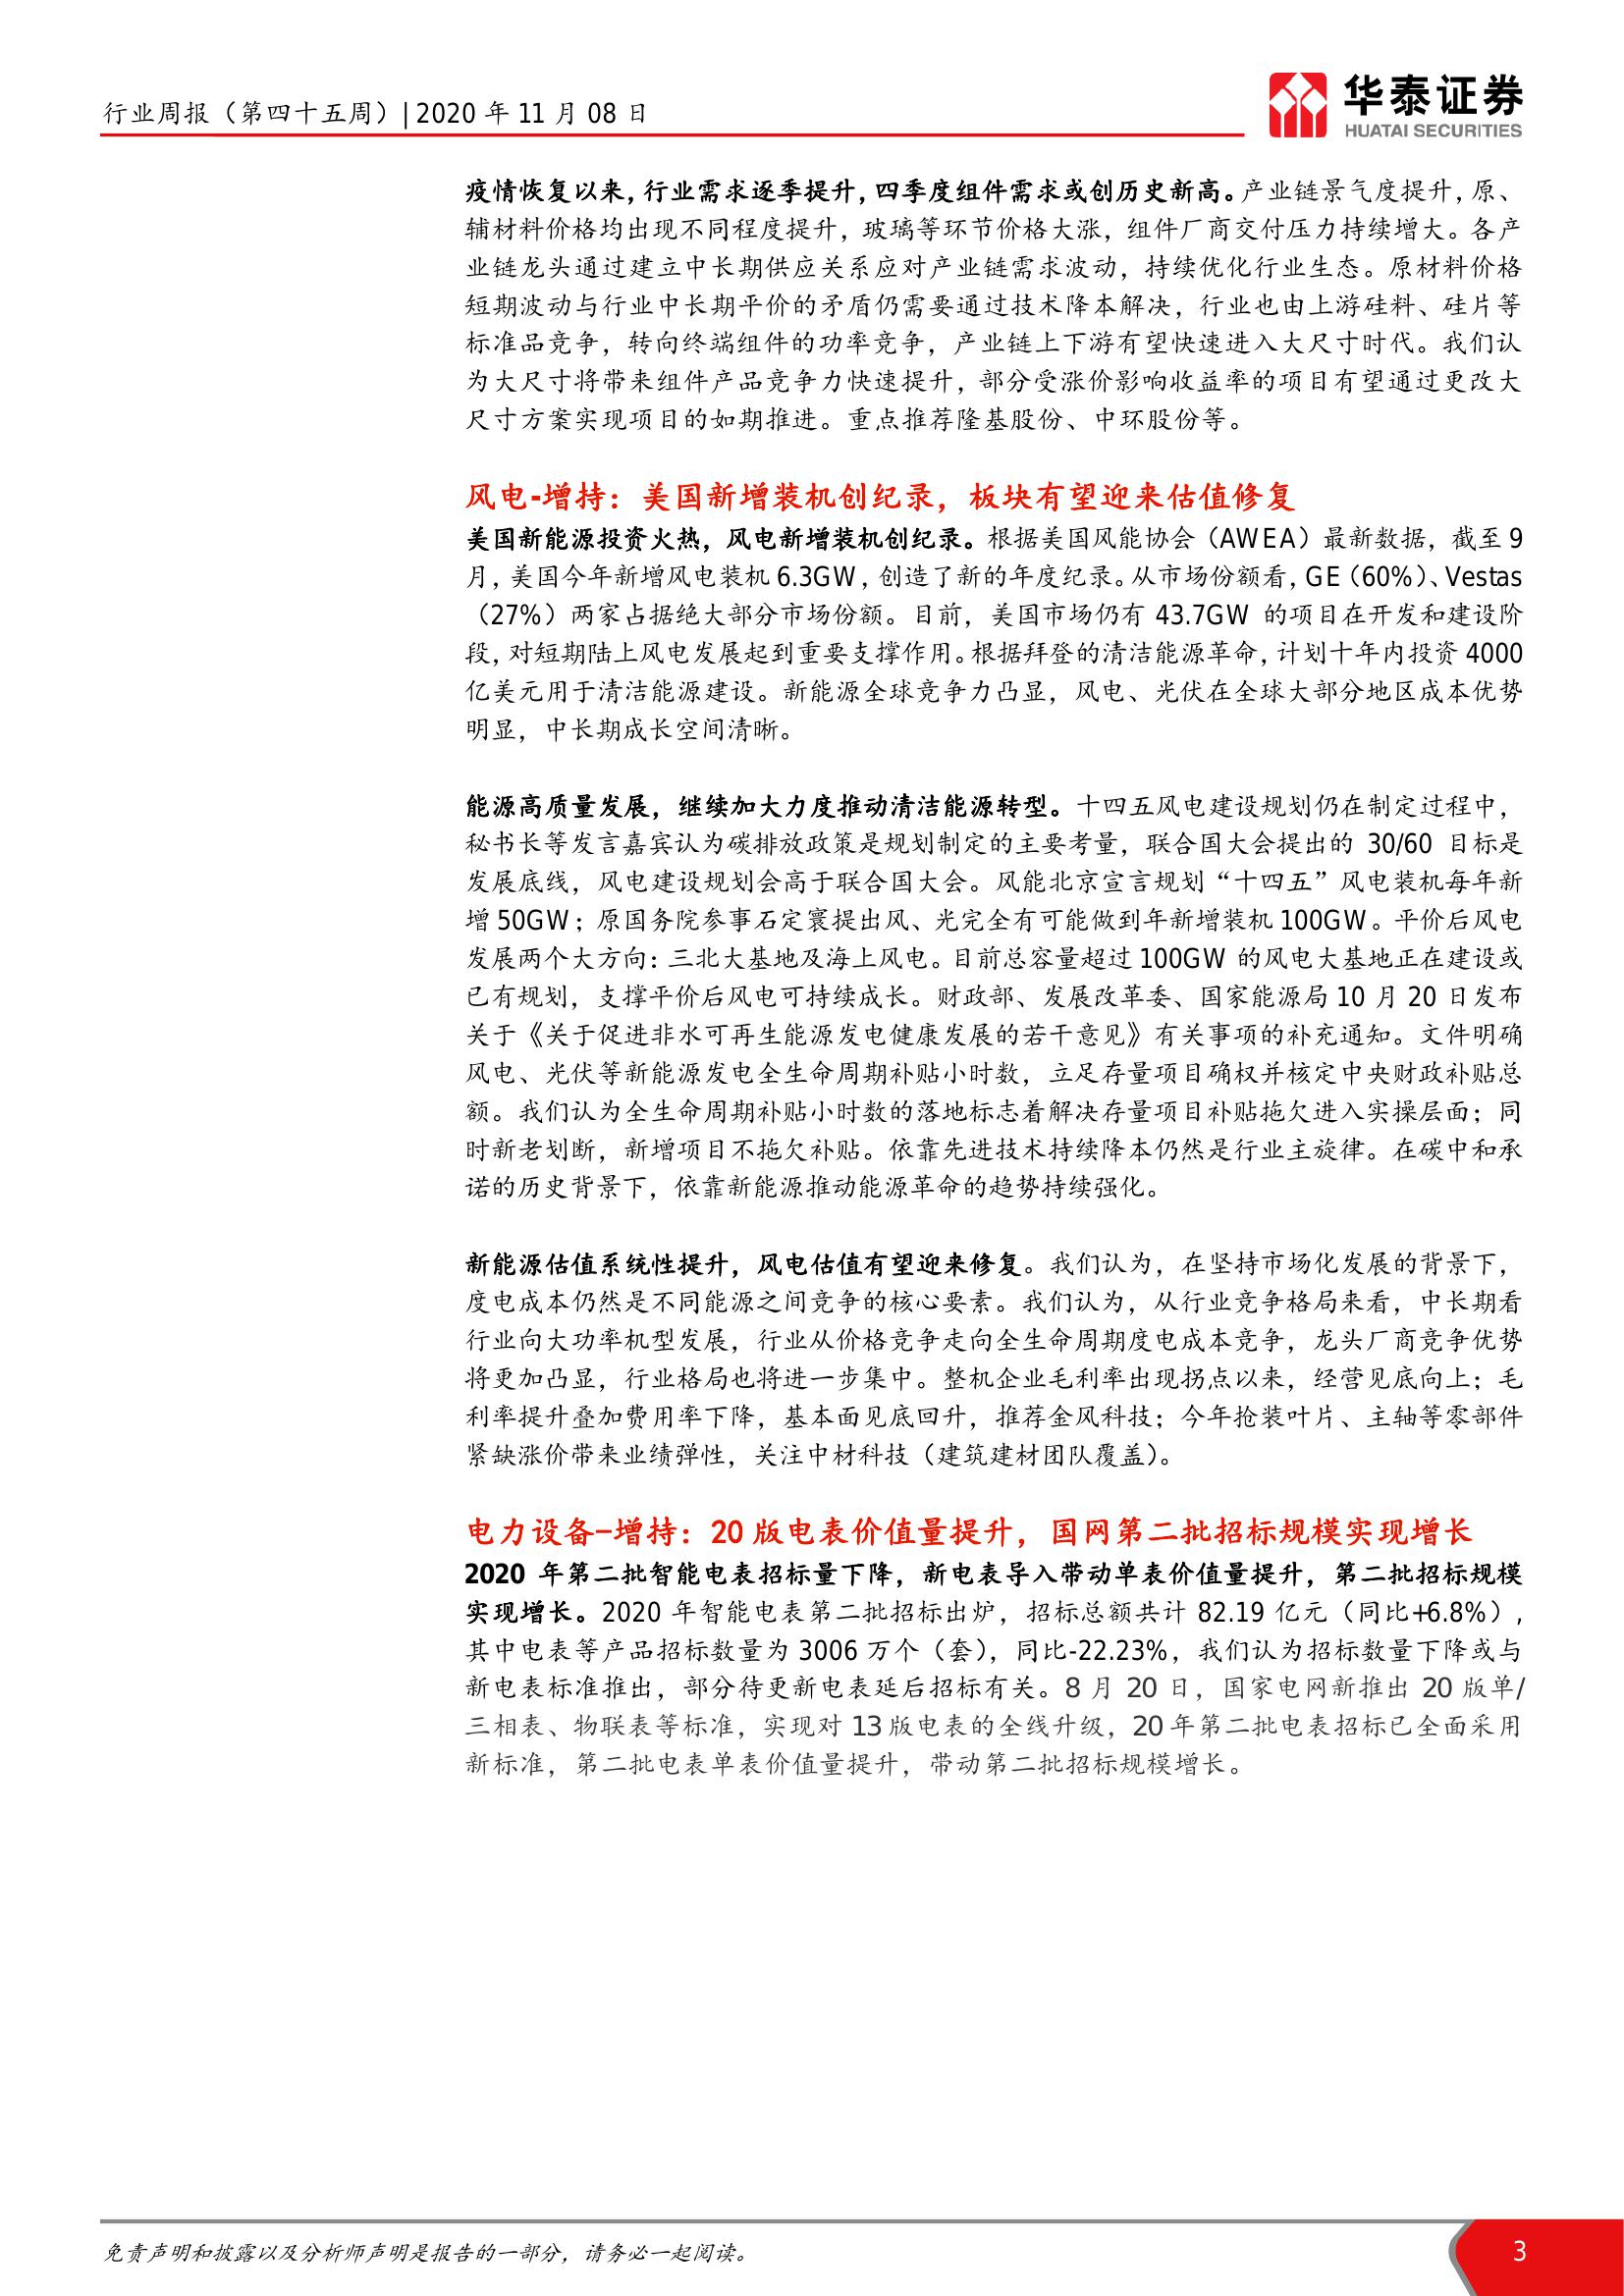 行业周报（第四十五周）| 2020 年 11 月 08 日
华泰证券
HUATAI SECURITIES
疫情恢复以来，行业需求逐季提升，四季度组件需求或创历史新高。产业链景气度提升，原、
辅材料价格均出现不同程度提升，玻璃等环节价格大涨，组件厂商交付压力持续增大。各产
业链龙头通过建立中长期供应关系应对产业链需求波动，持续优化行业生态。原材料价格
短期波动与行业中长期平价的矛盾仍需要通过技术降本解决，行业也由上游硅料、硅片等
标准品竞争，转向终端组件的功率竞争，产业链上下游有望快速进入大尺寸时代。我们认
为大尺寸将带来组件产品竞争力快速提升，部分受涨价影响收益率的项目有望通过更改大
尺寸方案实现项目的如期推进。重点推荐隆基股份、中环股份等。
风电-增持：美国新增装机创纪录，板块有望迎来估值修复
美国新能源投资火热，风电新增装机创纪录。根据美国风能协会（AWEA）最新数据，截至 9
月，美国今年新增风电装机 6.3GW，创造了新的年度纪录。从市场份额看，GE（60%）、Vestas
（27%）两家占据绝大部分市场份额。目前，美国市场仍有 43.7GW 的项目在开发和建设阶
段，对短期陆上风电发展起到重要支撑作用。根据拜登的清洁能源革命，计划十年内投资 4000
亿美元用于清洁能源建设。新能源全球竞争力凸显，风电、光伏在全球大部分地区成本优势
明显，中长期成长空间清晰。
能源高质量发展，继续加大力度推动清洁能源转型。十四五风电建设规划仍在制定过程中，
秘书长等发言嘉宾认为碳排放政策是规划制定的主要考量，联合国大会提出的 30/60 目标是
发展底线，风电建设规划会高于联合国大会。风能北京宣言规划“十四五”风电装机每年新
增 50GW；原国务院参事石定寰提出风、光完全有可能做到年新增装机 100GW。平价后风电
发展两个大方向：三北大基地及海上风电。目前总容量超过 100GW 的风电大基地正在建设或
已有规划，支撑平价后风电可持续成长。财政部、发展改革委、国家能源局 10 月 20 日发布
关于《关于促进非水可再生能源发电健康发展的若干意见》有关事项的补充通知。文件明确
风电、光伏等新能源发电全生命周期补贴小时数，立足存量项目确权并核定中央财政补贴总
额。我们认为全生命周期补贴小时数的落地标志着解决存量项目补贴拖欠进入实操层面；同
时新老划断，新增项目不拖欠补贴。依靠先进技术持续降本仍然是行业主旋律。在碳中和承
诺的历史背景下，依靠新能源推动能源革命的趋势持续强化。
新能源估值系统性提升，风电估值有望迎来修复。我们认为，在坚持市场化发展的背景下，
度电成本仍然是不同能源之间竞争的核心要素。我们认为，从行业竞争格局来看，中长期看
行业向大功率机型发展，行业从价格竞争走向全生命周期度电成本竞争，龙头厂商竞争优势
将更加凸显，行业格局也将进一步集中。整机企业毛利率出现拐点以来，经营见底向上；毛
利率提升叠加费用率下降，基本面见底回升，推荐金风科技；今年抢装叶片、主轴等零部件
紧缺涨价带来业绩弹性，关注中材科技（建筑建材团队覆盖）。
电力设备–增持：20 版电表价值量提升，国网第二批招标规模实现增长
2020 年第二批智能电表招标量下降，新电表导入带动单表价值量提升，第二批招标规模
实现增长。2020 年智能电表第二批招标出炉，招标总额共计 82.19 亿元（同比+6.8%），
其中电表等产品招标数量为 3006 万个（套），同比-22.23%，我们认为招标数量下降或与
新电表标准推出，部分待更新电表延后招标有关。8 月 20 日，国家电网新推出 20 版单/
三相表、物联表等标准，实现对 13 版电表的全线升级，20 年第二批电表招标已全面采用
新标准，第二批电表单表价值量提升，带动第二批招标规模增长。
免责声明和披露以及分析师声明是报告的一部分，请务必一起阅读。
3